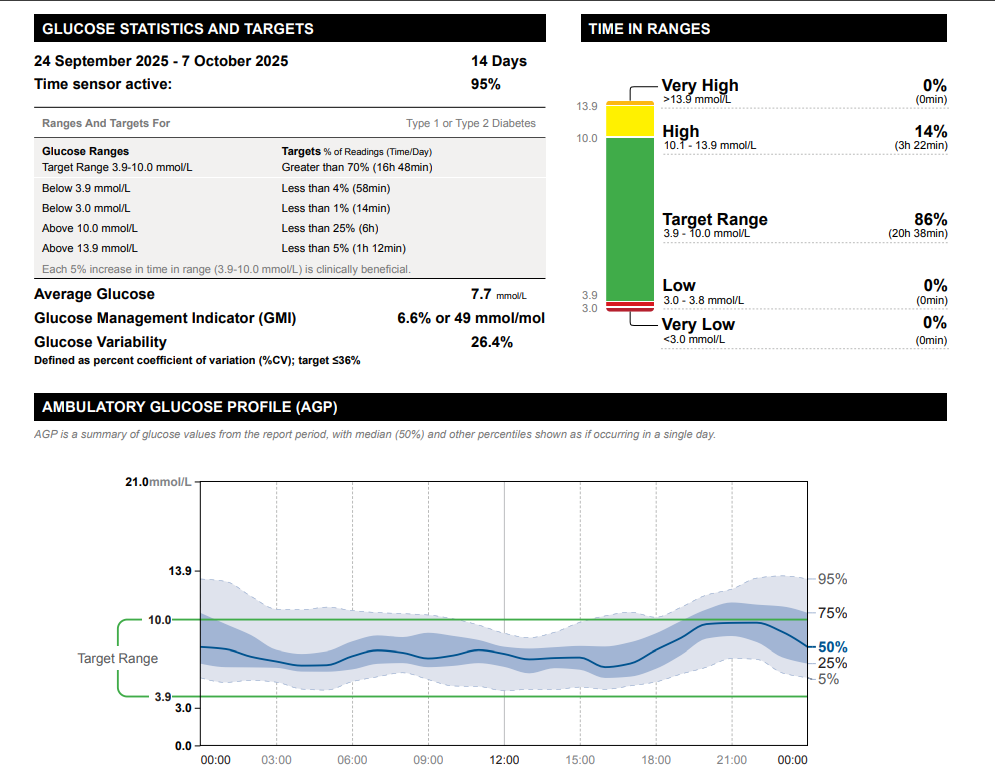 GLUCOSE STATISTICS AND TARGETS
24 September 2025 - 7 October 2025 14 Days
Time sensor active: 95%
Ranges And Targets For Type 1 or Type 2 Diabetes
Glucose Ranges Targets % of Readings (Time/Day)
Target Range 3.9-10.0 mmol/L Greater than 70% (16h 48min)
Below 3.9 mmol/L Less than 4% (58min)
Below 3.0 mmol/L Less than 1% (14min)
Above 10.0 mmol/L Less than 25% (6h)
Above 13.9 mmol/L Less than 5% (1h 12min)
Each 5% increase in time in range (3.9-10.0 mmol/L) is clinically beneficial.
Average Glucose 7.7 mmol/L
Glucose Management Indicator (GMI) 6.6% or 49 mmol/mol
Glucose Variability 26.4%
Defined as percent coefficient of variation (%CV); target ≤36%
TIME IN RANGES
Very High 0%
>13.9 mmol/L (0min)
13.9
High 14%
10.0
10.1 - 13.9 mmol/L (3h 22min)
Target Range 86%
3.9 - 10.0 mmol/L (20h 38min)
Low 0%
3.9
3.0 - 3.8 mmol/L (0min)
3.0
Very Low 0%
<3.0 mmol/L (0min)
AMBULATORY GLUCOSE PROFILE (AGP)
AGP is a summary of glucose values from the report period, with median (50%) and other percentiles shown as if occurring in a single day.
21.0mmol/L
13.9
95%
75%
10.0
50%
Target Range
25%
5%
3.9
3.0
0.0
00:00 03:00 06:00 09:00 12:00 15:00 18:00 21:00 00:00